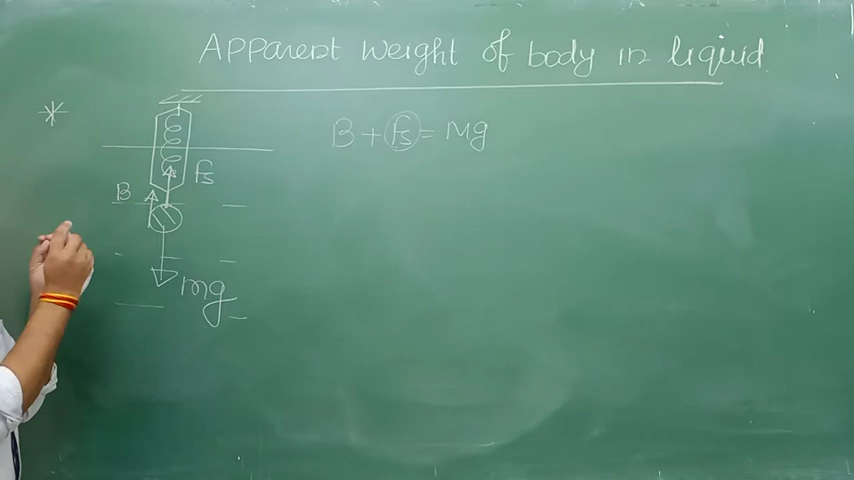 Apparent weight of body in liquid
B + Fs = Mg
Fs
B
mg